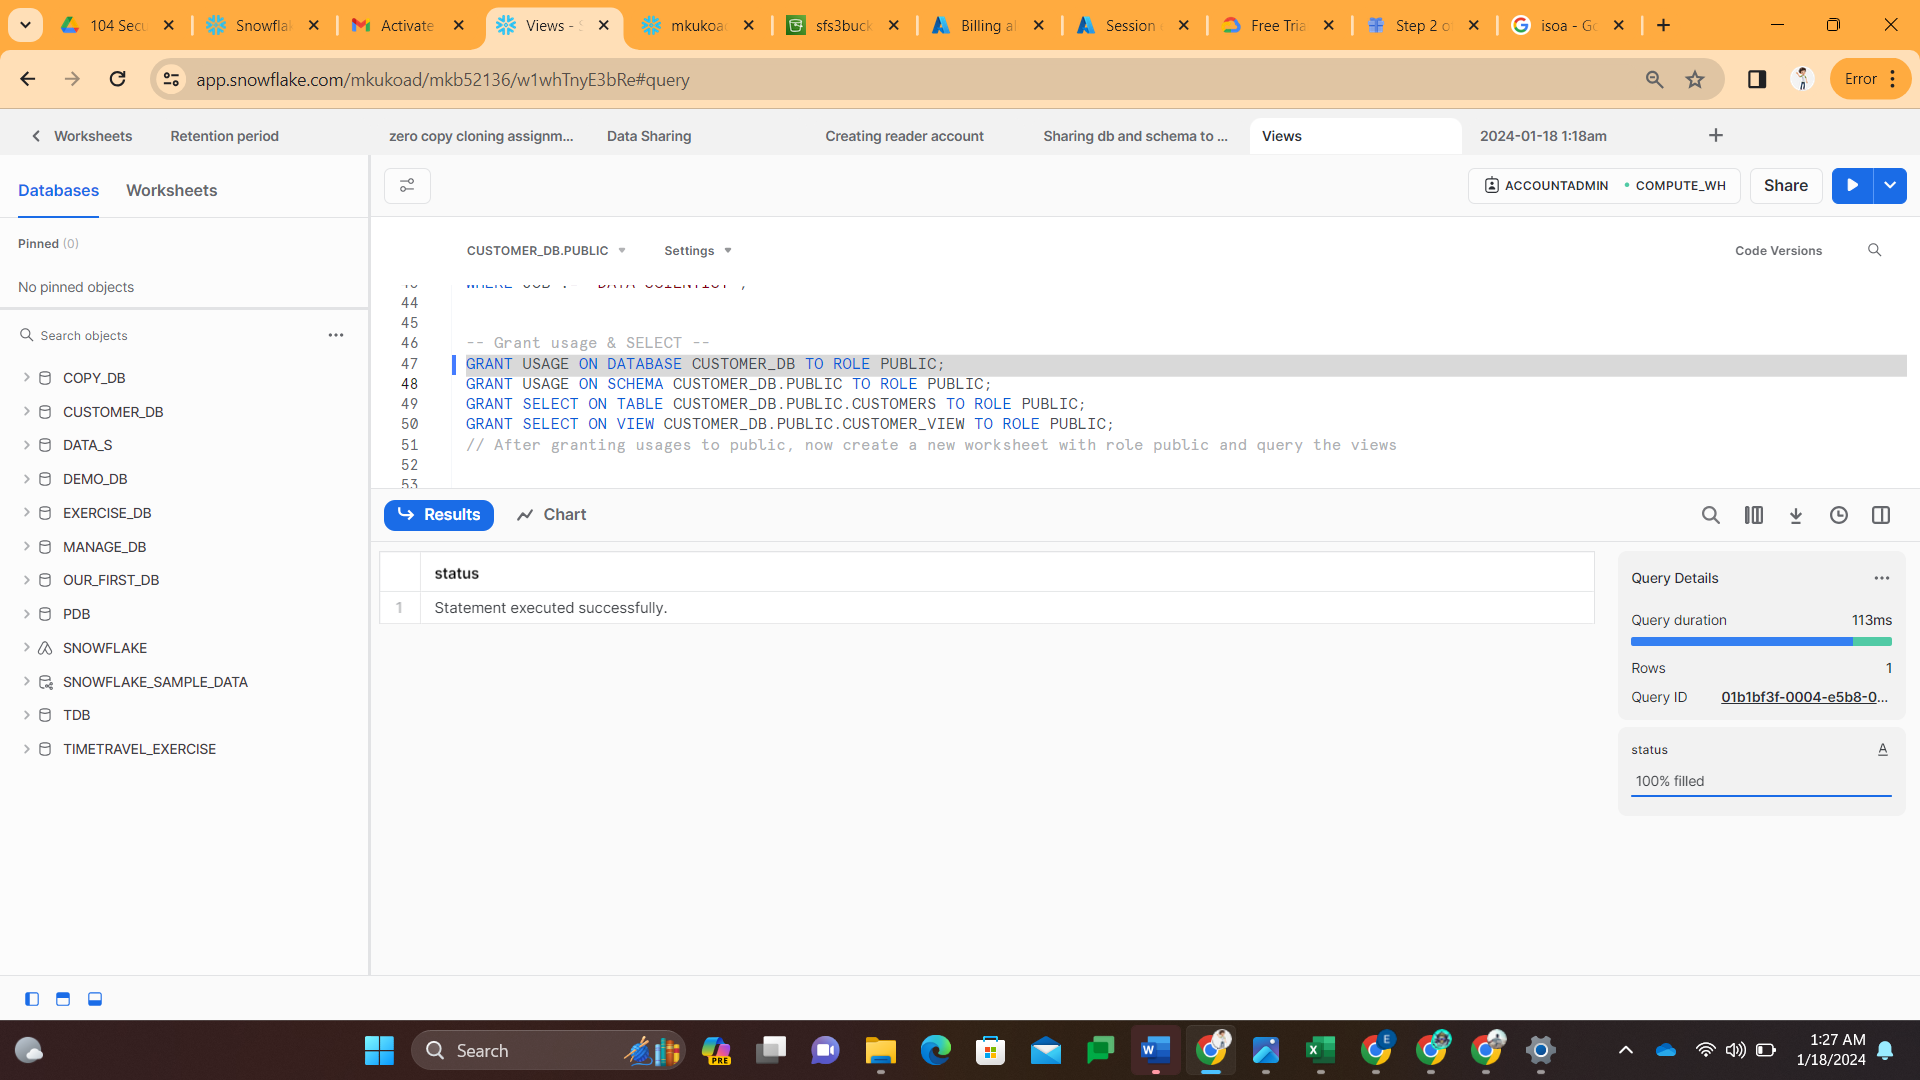 104 Secu
Snowflak
Activate
Views - S
mkukoad
sfs3buck
Billing al
Session
Free Tria
Step 2 o
isoa - Go
app.snowflake.com/mkukoad/mkb52136/w1whTnyE3bRe#query
Error
Worksheets
Retention period
zero copy cloning assignm...
Data Sharing
Creating reader account
Sharing db and schema to ...
Views
2024-01-18 1:18am
Databases
Worksheets
ACCOUNTADMIN
COMPUTE_WH
Share
Pinned (0)
No pinned objects
Search objects
COPY_DB
CUSTOMER_DB
DATA_S
DEMO_DB
EXERCISE_DB
MANAGE_DB
OUR_FIRST_DB
PDB
SNOWFLAKE
SNOWFLAKE_SAMPLE_DATA
TDB
TIMETRAVEL_EXERCISE
CUSTOMER_DB.PUBLIC
Settings
Code Versions
44
45
46 -- Grant usage & SELECT --
47 GRANT USAGE ON DATABASE CUSTOMER_DB TO ROLE PUBLIC;
48 GRANT USAGE ON SCHEMA CUSTOMER_DB.PUBLIC TO ROLE PUBLIC;
49 GRANT SELECT ON TABLE CUSTOMER_DB.PUBLIC.CUSTOMERS TO ROLE PUBLIC;
50 GRANT SELECT ON VIEW CUSTOMER_DB.PUBLIC.CUSTOMER_VIEW TO ROLE PUBLIC;
51 // After granting usages to public, now create a new worksheet with role public and query the views
52
53
Results
Chart
status
1 Statement executed successfully.
Query Details
Query duration 113ms
Rows 1
Query ID 01b1bf3f-0004-e5b8-0...
status A
100% filled
Search
PRE
E
1:27 AM
1/18/2024